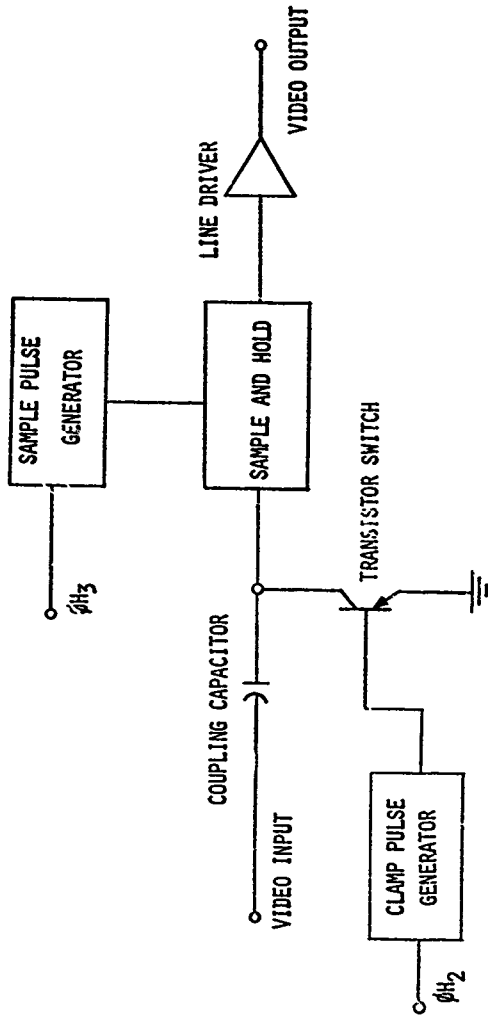 SAMPLE PULSE
GENERATOR
ØH3
LINE DRIVER
VIDEO OUTPUT
SAMPLE AND HOLD
COUPLING CAPACITOR
VIDEO INPUT
TRANSISTOR SWITCH
CLAMP PULSE
GENERATOR
ØH2